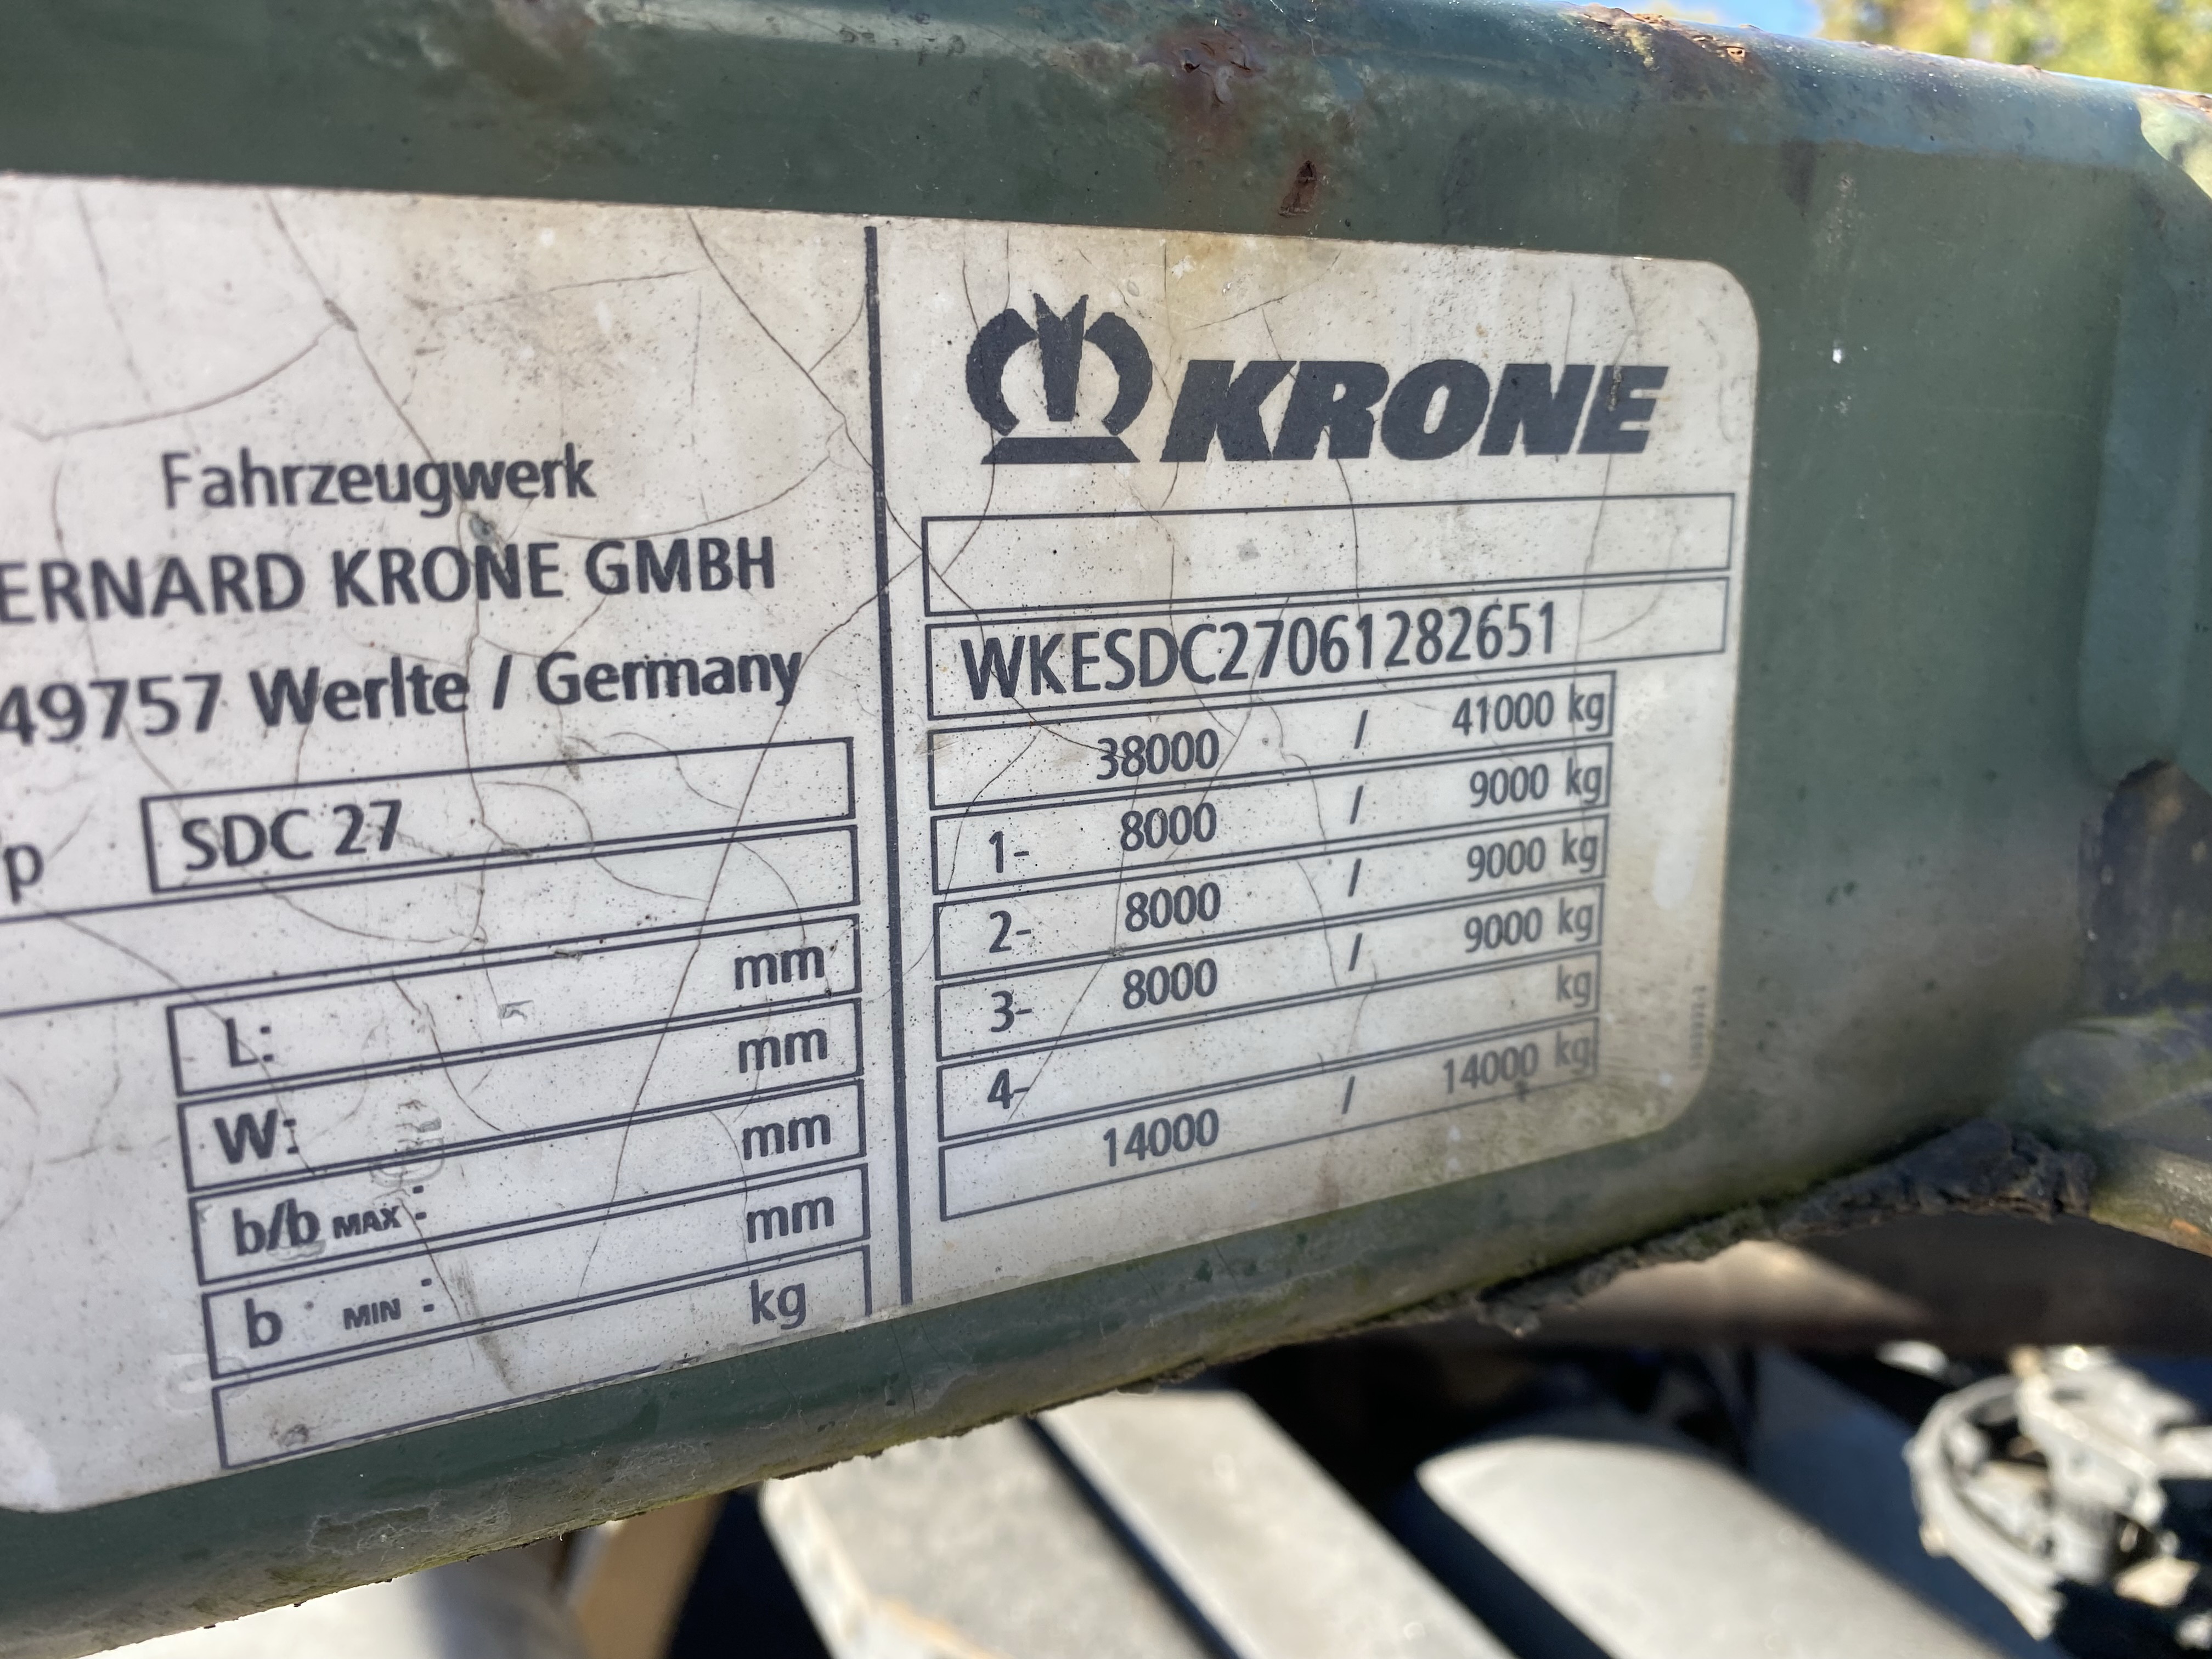 Fahrzeugwerk
ERNARD KRONE GMBH
49757 Werlte / Germany
p SDC 27
mm
L: mm
W: mm
b/b MAX : mm
b MIN : kg
KRONE
WKESDC27061282651
38000 / 41000 kg
1- 8000 / 9000 kg
2- 8000 / 9000 kg
3- 8000 / 9000 kg
4- kg
14000 / 14000 kg